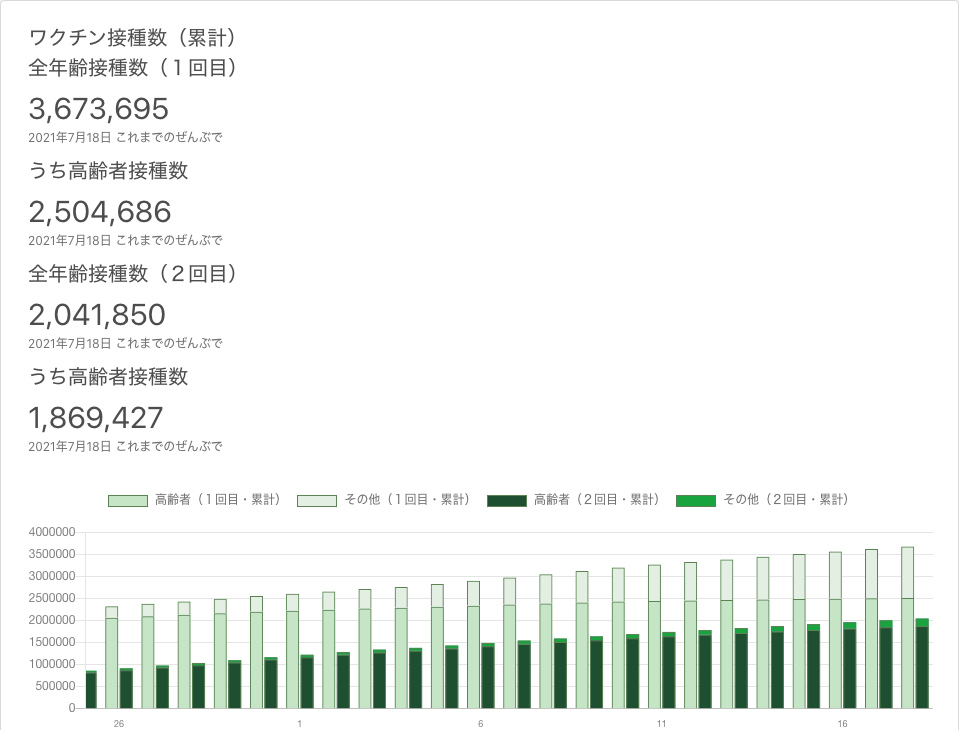 ワクチン接種数（累計）
全年齢接種数（１回目）
3,673,695
2021年7月18日 これまでのぜんぶで
うち高齢者接種数
2,504,686
2021年7月18日 これまでのぜんぶで
全年齢接種数（２回目）
2,041,850
2021年7月18日 これまでのぜんぶで
うち高齢者接種数
1,869,427
2021年7月18日 これまでのぜんぶで
高齢者（１回目・累計） その他（１回目・累計） 高齢者（２回目・累計） その他（２回目・累計）
4000000
3500000
3000000
2500000
2000000
1500000
1000000
500000
0
26 1 6 11 16